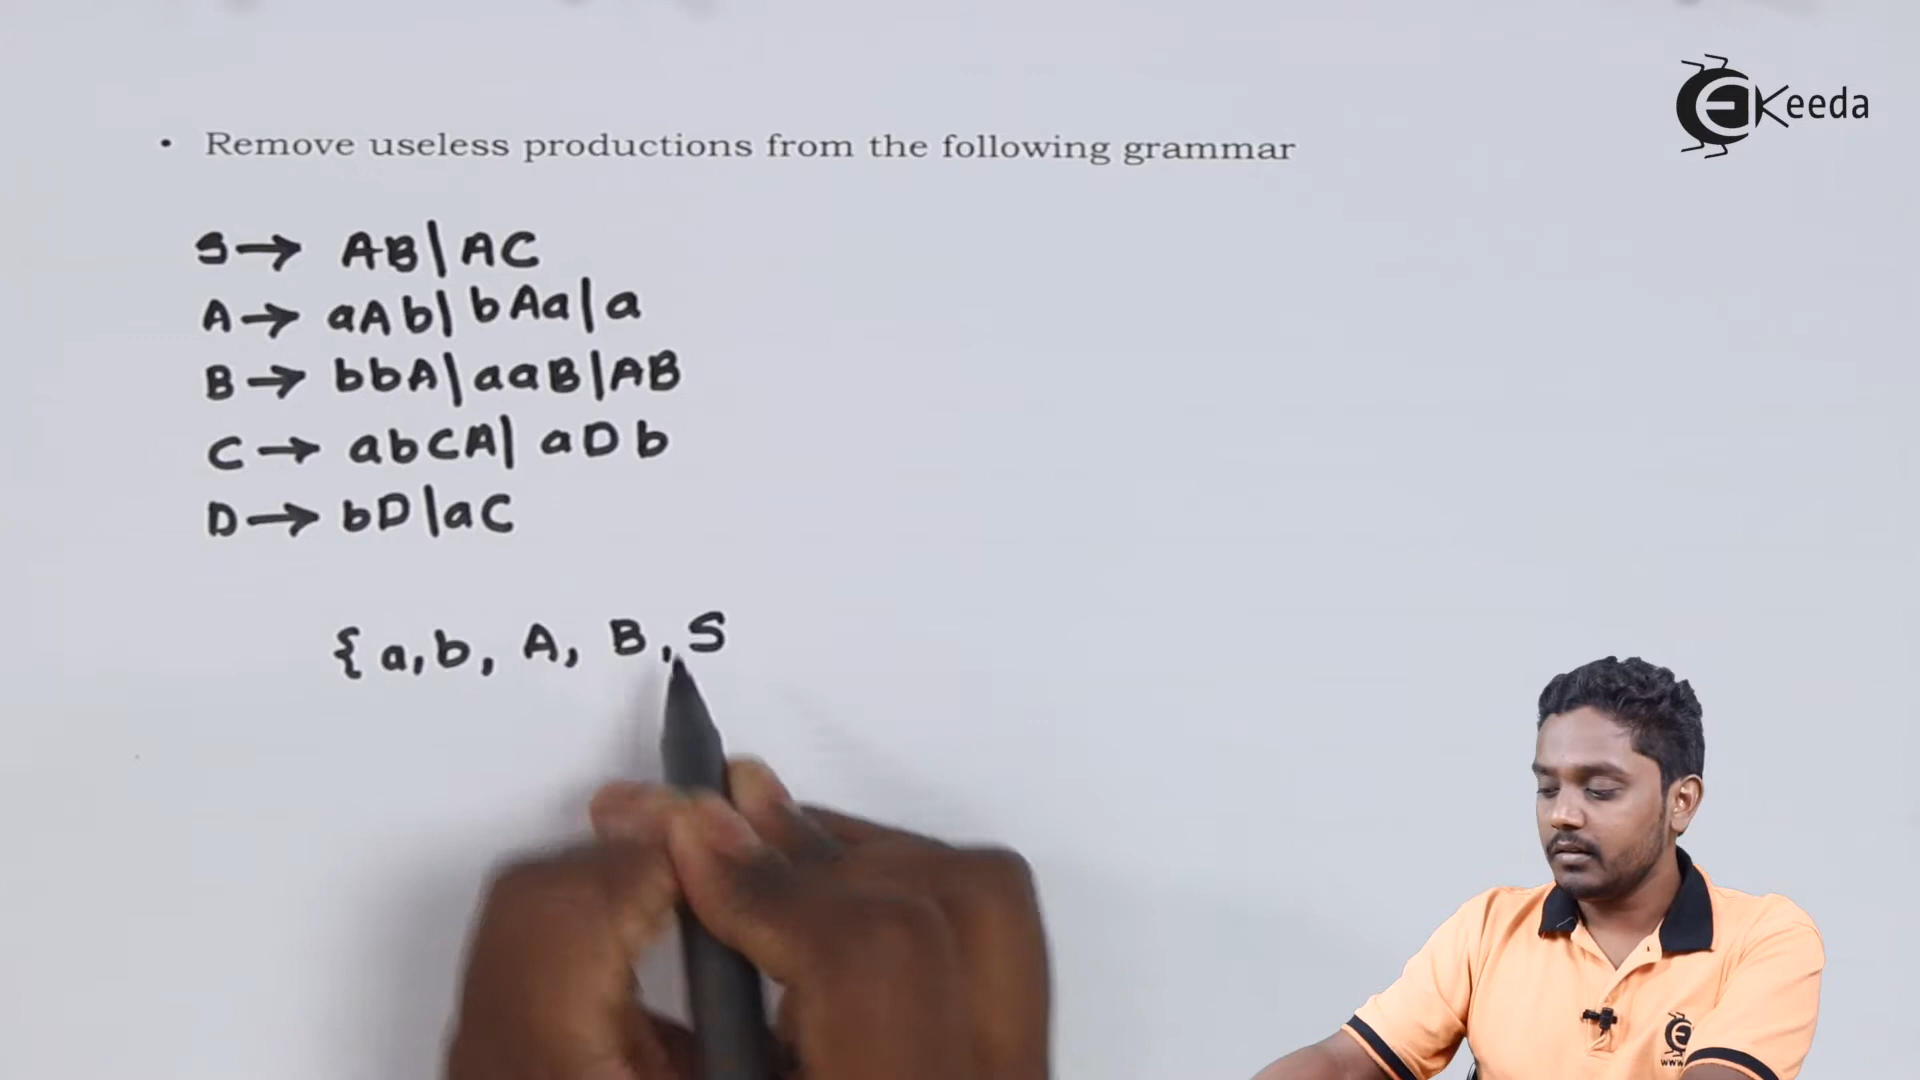 Keeda
• Remove useless productions from the following grammar
S → AB | AC
A → aAb | bAa | a
B → bbA | aaB | AB
C → abCA | aDb
D → bD | aC
{ a, b, A, B, S
www